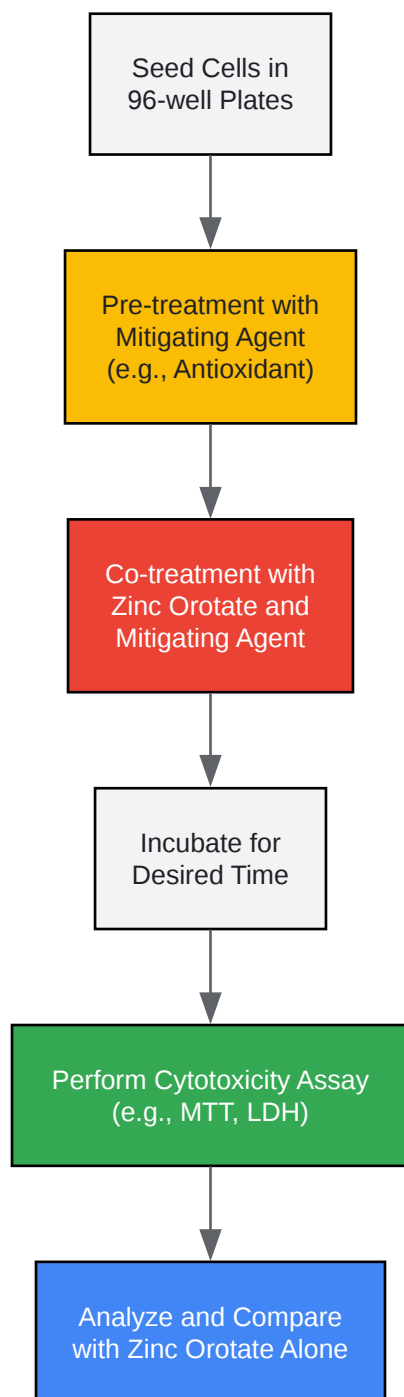 Seed Cells in
96-well Plates
Pre-treatment with
Mitigating Agent
(e.g., Antioxidant)
Co-treatment with
Zinc Orotate and
Mitigating Agent
Incubate for
Desired Time
Perform Cytotoxicity Assay
(e.g., MTT, LDH)
Analyze and Compare
with Zinc Orotate Alone